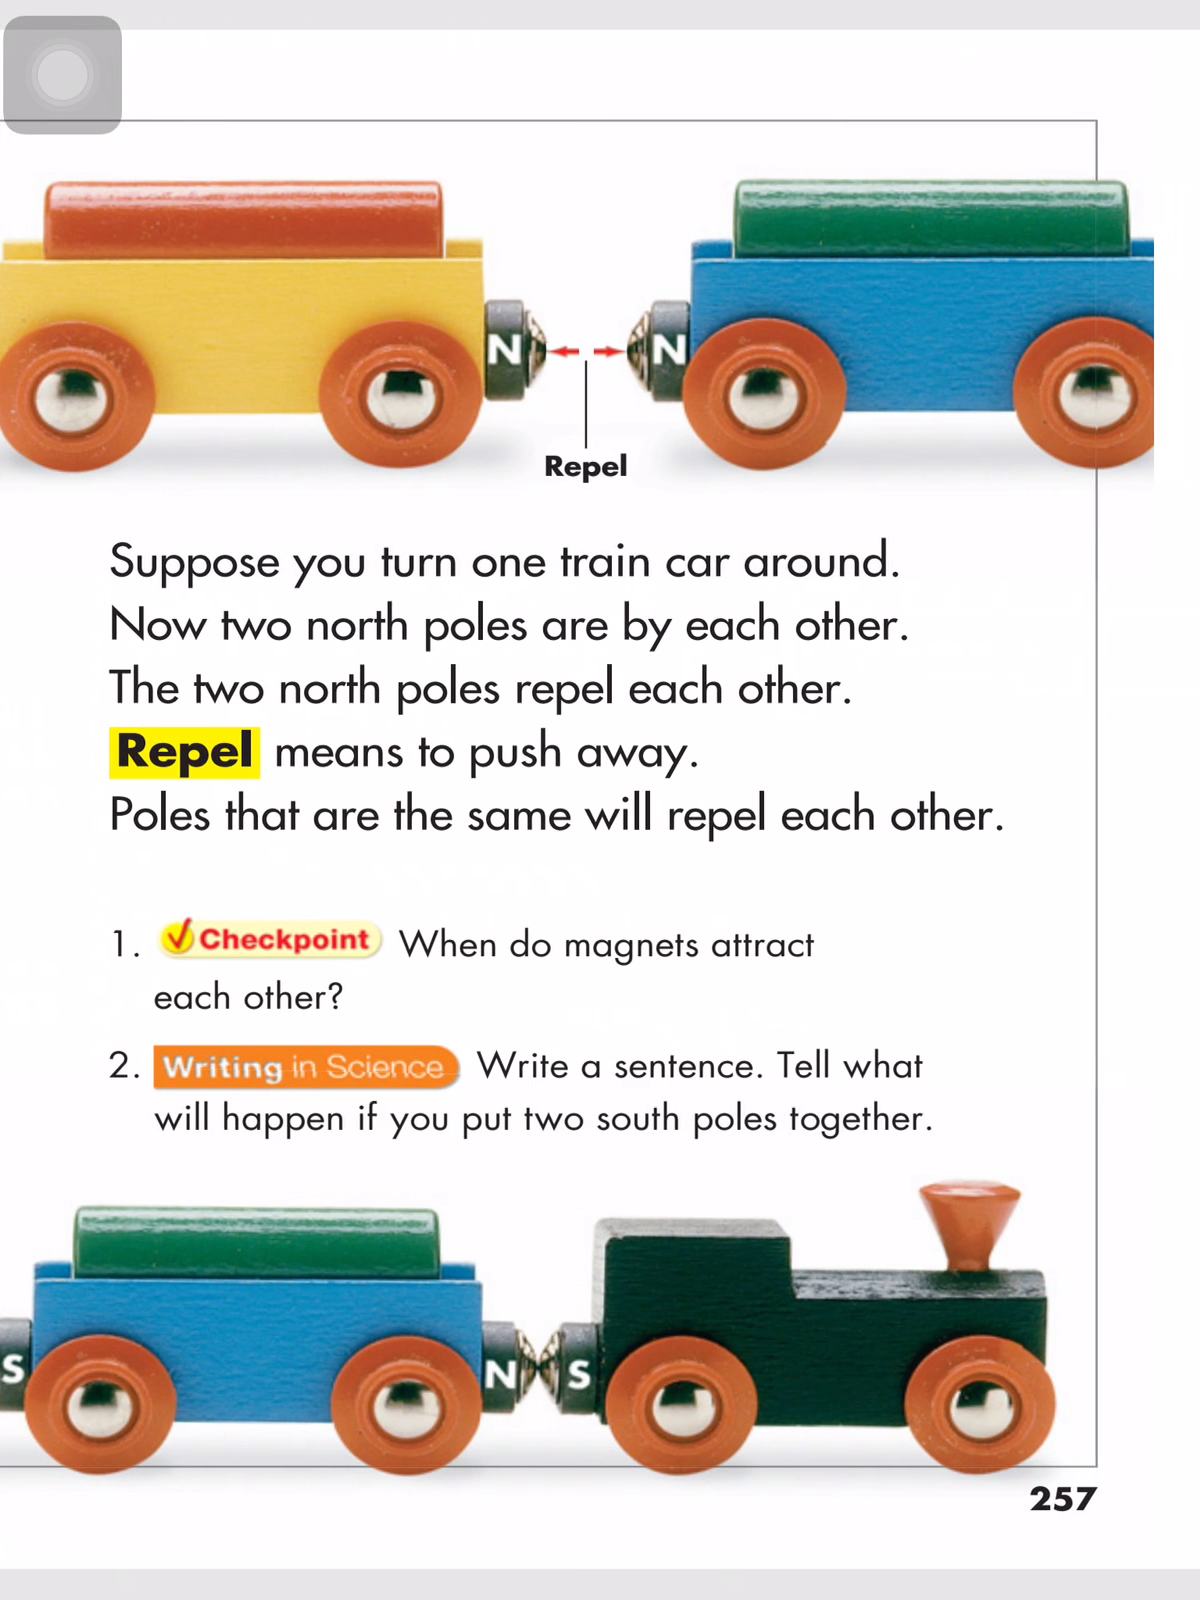 N N
Repel
Suppose you turn one train car around.
Now two north poles are by each other.
The two north poles repel each other.
Repel means to push away.
Poles that are the same will repel each other.
1. Checkpoint When do magnets attract
each other?
2. Writing in Science Write a sentence. Tell what
will happen if you put two south poles together.
S N S
257